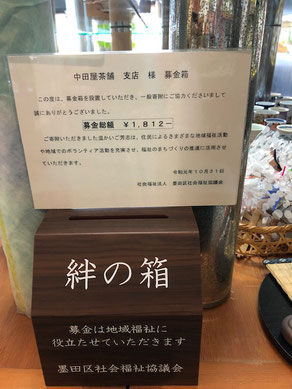 中田屋茶舗　支店　様　募金箱
この度は、募金箱を設置していただき、一般寄附にご協力くださいまして
誠にありがとうございました。
募金総額　￥１,８１２－
ご寄附いただきました温かいご芳志は、住民によるさまざまな地域福祉活動
や地域でのボランティア活動を充実させ、福祉のまちづくりの推進に活用させ
ていただきます。
令和元年１０月３１日
社会福祉法人　墨田区社会福祉協議会
絆の箱
募金は地域福祉に
役立たせていただきます
墨田区社会福祉協議会